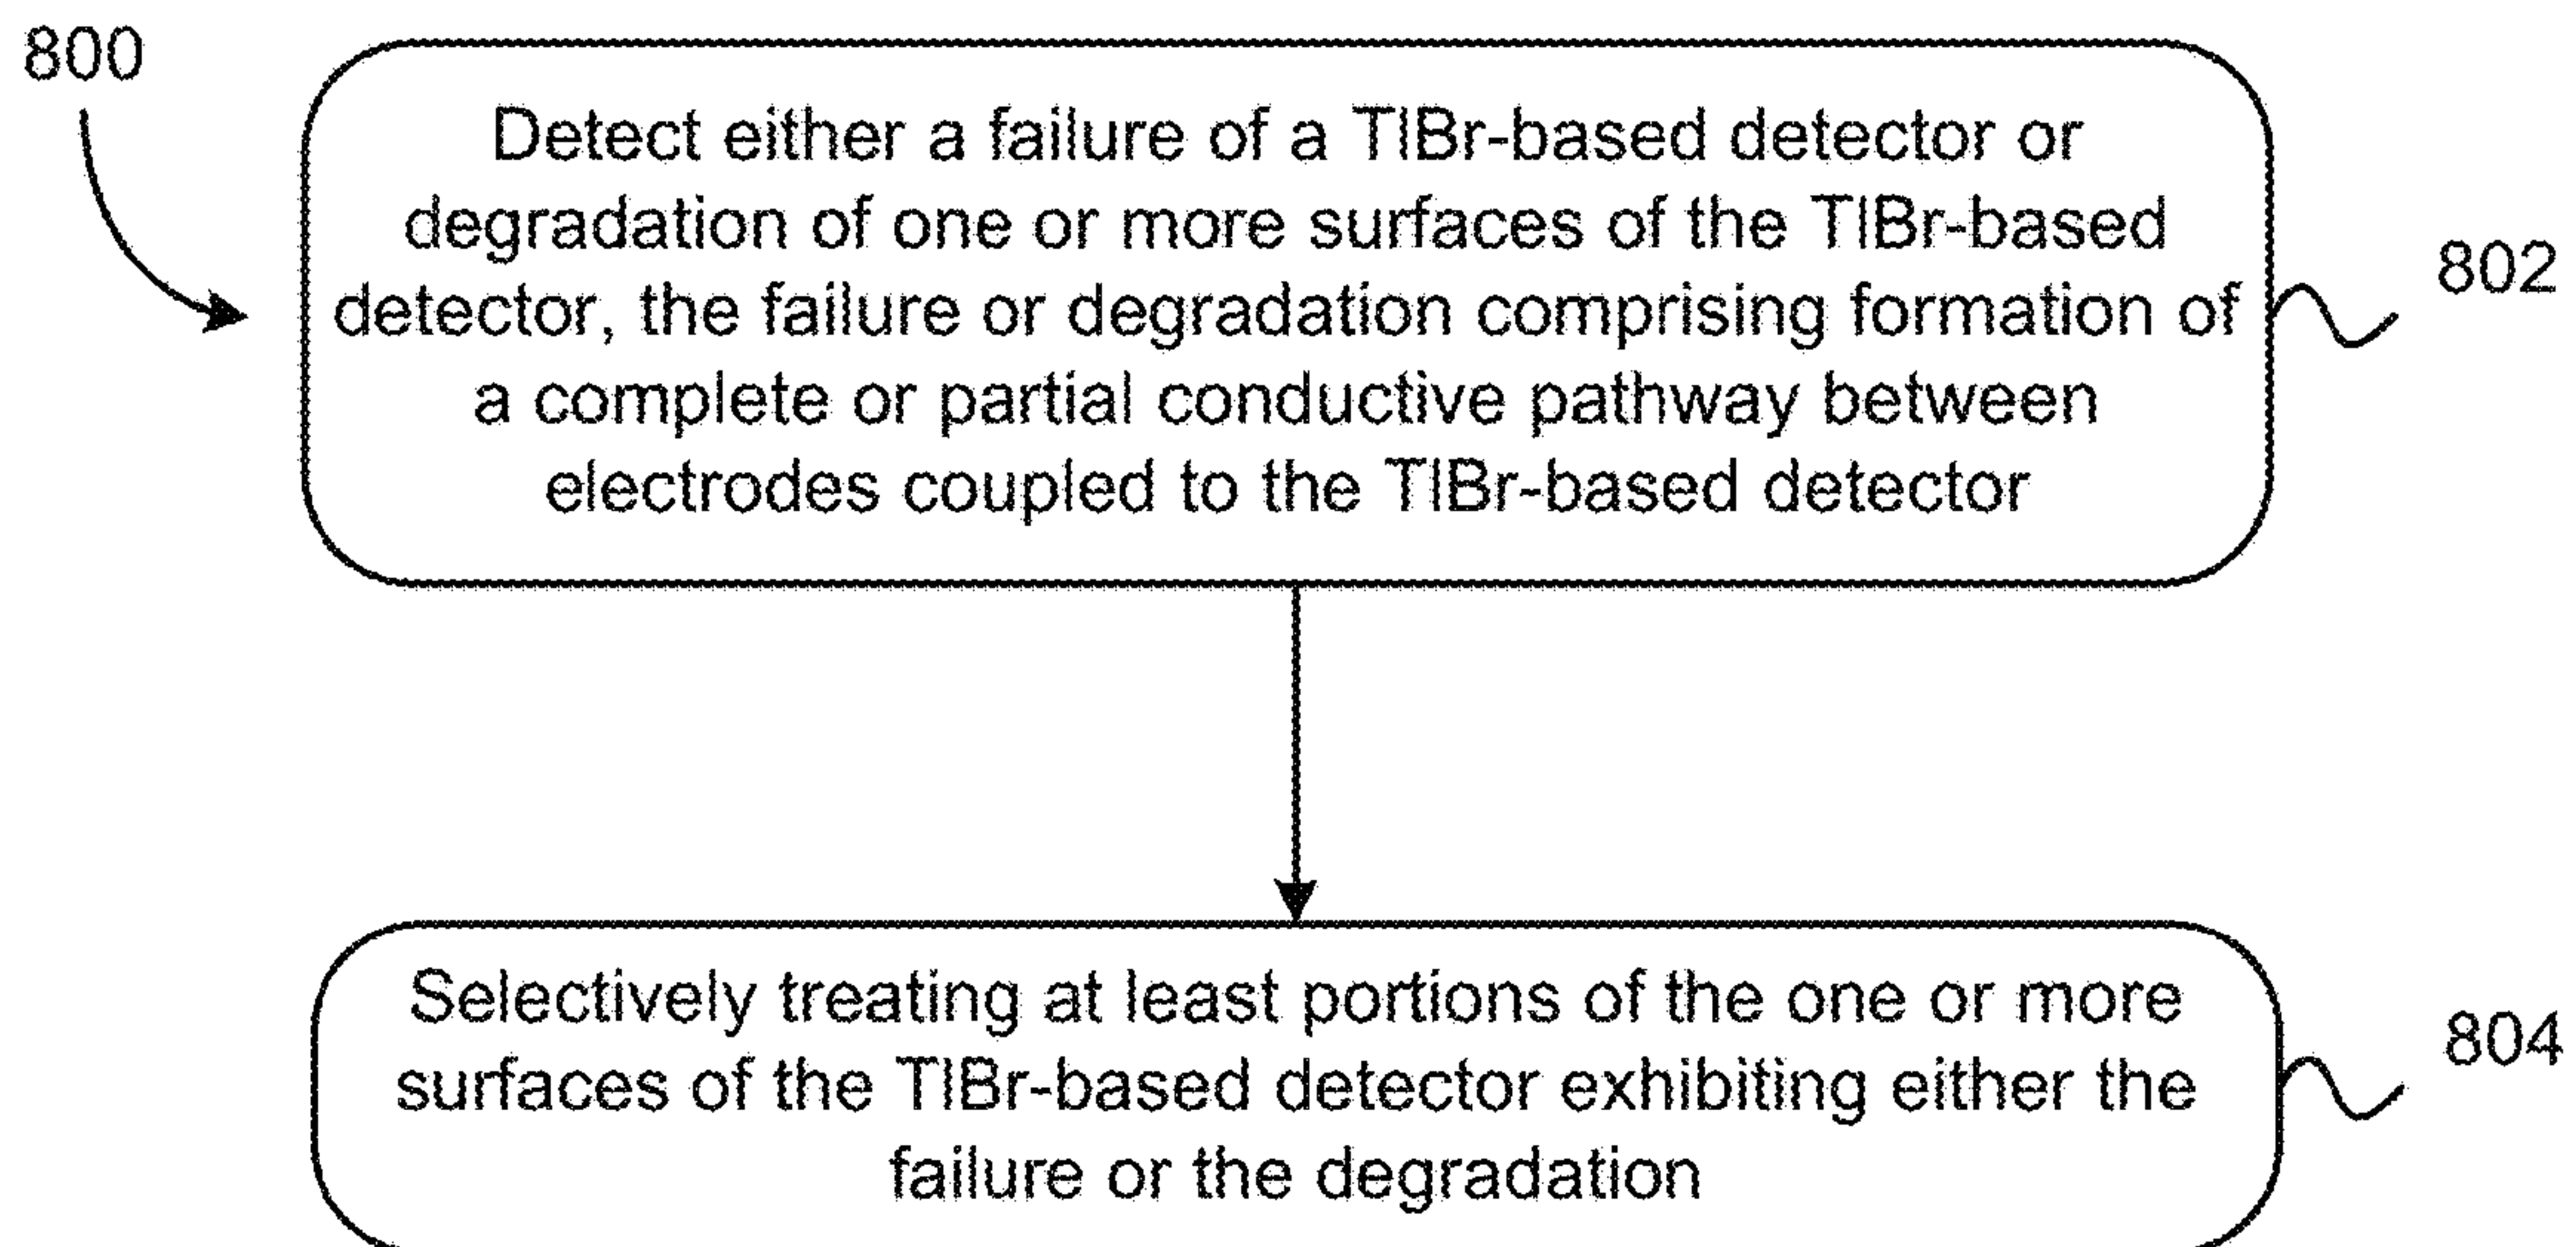 800
Detect either a failure of a TlBr-based detector or
degradation of one or more surfaces of the TlBr-based
detector, the failure or degradation comprising formation of
a complete or partial conductive pathway between
electrodes coupled to the TlBr-based detector
802
Selectively treating at least portions of the one or more
surfaces of the TlBr-based detector exhibiting either the
failure or the degradation
804